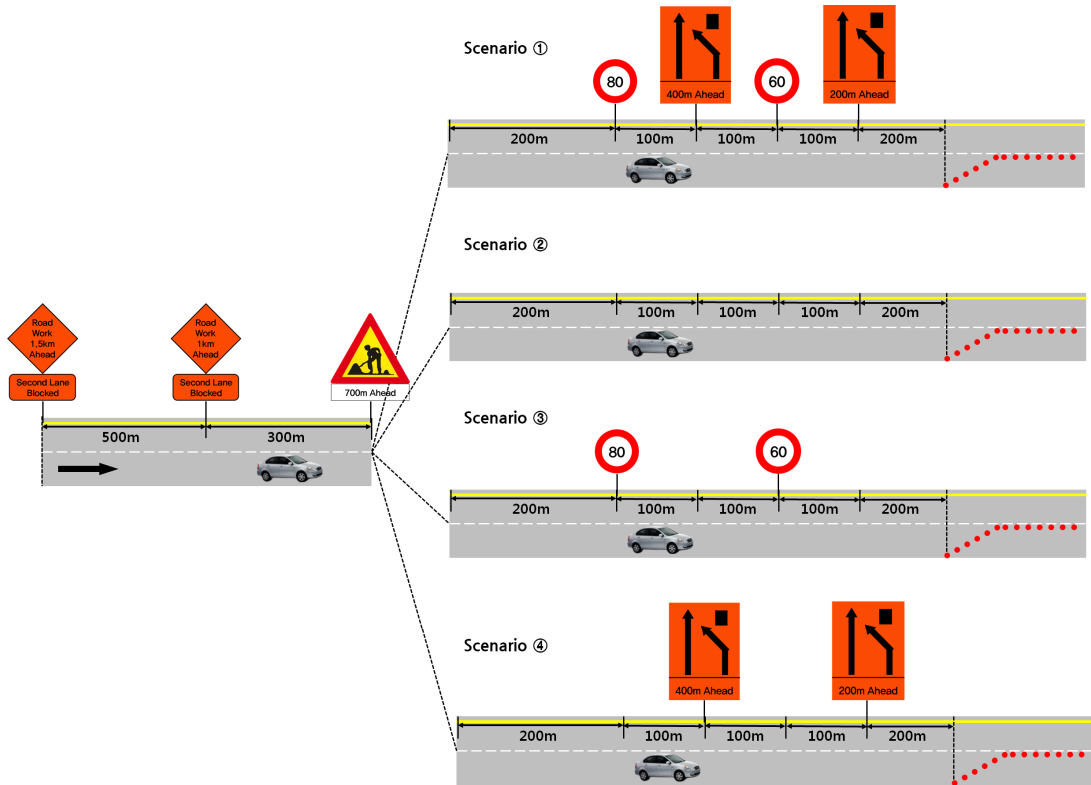 Scenario ①
80
400m Ahead
60
200m Ahead
200m
100m
100m
100m
200m
Scenario ②
200m
100m
100m
100m
200m
Road
Work
1,5km
Ahead
Second Lane
Blocked
Road
Work
1km
Ahead
Second Lane
Blocked
700m Ahead
500m
300m
Scenario ③
80
60
200m
100m
100m
100m
200m
Scenario ④
400m Ahead
200m Ahead
200m
100m
100m
100m
200m